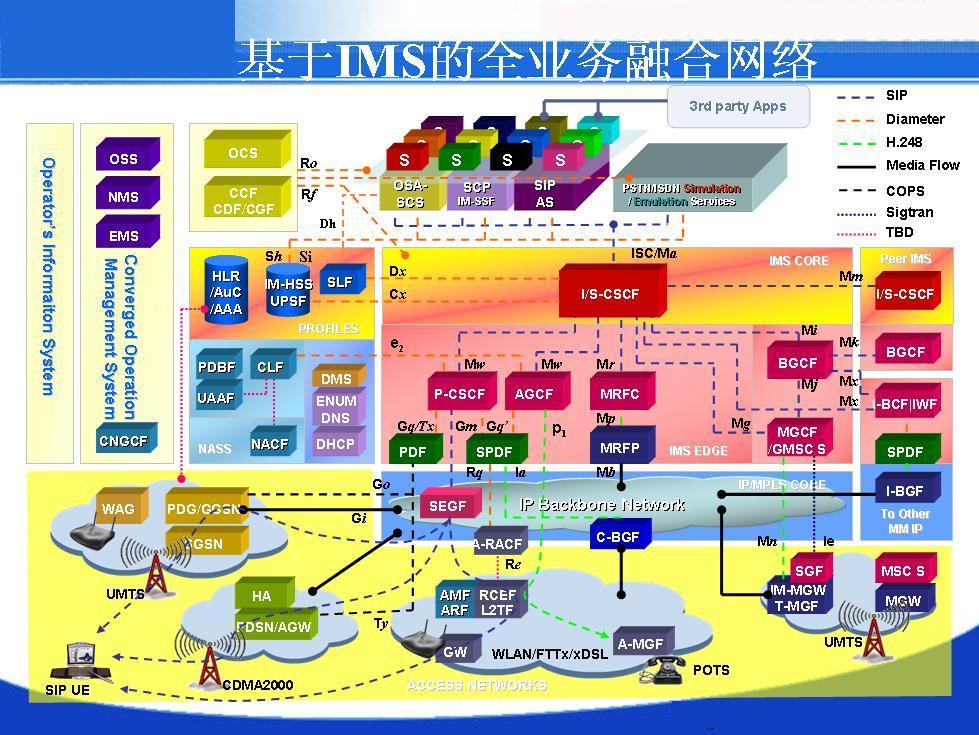 基于IMS的全业务融合网络
3rd party Apps
SIP
Diameter
H.248
Media Flow
COPS
Sigtran
TBD
Operator's Informaiton System
OSS
NMS
EMS
Converged Operation
Management System
CNGCF
OCS
CCF
CDF/CGF
Ro
Rf
Dh
S
S
S
S
OSA-
SCS
SCP
IM-SSF
SIP
AS
PSTN/ISDN Simulation
/ Emulation Services
HLR
/AuC
/AAA
Sh
Si
IM-HSS
UPSF
SLF
PROFILES
Dx
Cx
ISC/Ma
IMS CORE
I/S-CSCF
Mm
Peer IMS
I/S-CSCF
PDBF
CLF
UAAF
NACF
NASS
DMS
ENUM
DNS
DHCP
e2
Mw
Mw
Mr
P-CSCF
AGCF
MRFC
Gq/Tx
Gm
Gq'
p1
Mp
PDF
SPDF
MRFP
IMS EDGE
Mi
BGCF
Mk
BGCF
Mj
Mx
Mx
I-BCF|IWF
Mg
MGCF
/GMSC S
SPDF
Rq
Ia
Mb
Go
Gi
IP/MPLS CORE
SEGF
IP Backbone Network
I-BGF
To Other
MM IP
WAG
PDG/GGSN
SGSN
UMTS
A-RACF
C-BGF
Re
Mn
Ie
HA
PDSN/AGW
Ty
CDMA2000
AMF
ARF
RCEF
L2TF
GW
WLAN/FTTx/xDSL
A-MGF
POTS
SGF
IM-MGW
T-MGF
MSC S
MGW
UMTS
SIP UE
ACCESS NETWORKS